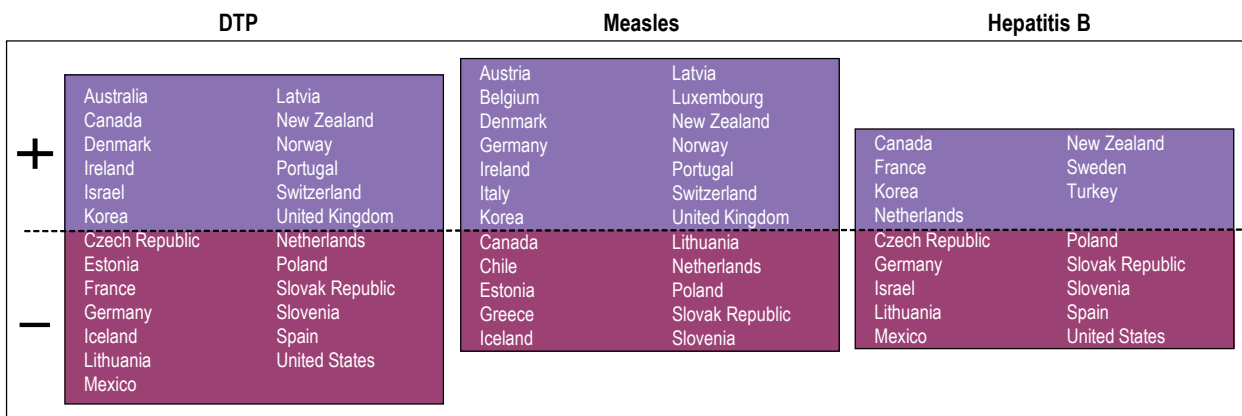 DTP
Measles
Hepatitis B
+
Australia Latvia
Canada New Zealand
Denmark Norway
Ireland Portugal
Israel Switzerland
Korea United Kingdom
−
Czech Republic Netherlands
Estonia Poland
France Slovak Republic
Germany Slovenia
Iceland Spain
Lithuania United States
Mexico
Austria Latvia
Belgium Luxembourg
Denmark New Zealand
Germany Norway
Ireland Portugal
Italy Switzerland
Korea United Kingdom
Canada Lithuania
Chile Netherlands
Estonia Poland
Greece Slovak Republic
Iceland Slovenia
Canada New Zealand
France Sweden
Korea Turkey
Netherlands
Czech Republic Poland
Germany Slovak Republic
Israel Slovenia
Lithuania Spain
Mexico United States